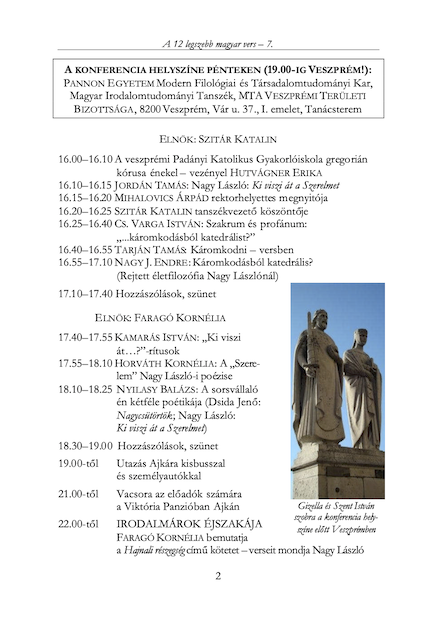 A 12 legszebb magyar vers – 7.
A KONFERENCIA HELYSZÍNE PÉNTEKEN (19.00-IG VESZPRÉM!):
PANNON EGYETEM Modern Filológiai és Társadalomtudományi Kar,
Magyar Irodalomtudományi Tanszék, MTA VESZPRÉMI TERÜLETI
BIZOTTSÁGA, 8200 Veszprém, Vár u. 37., I. emelet, Tanácsterem
ELNÖK: SZITÁR KATALIN
16.00–16.10 A veszprémi Padányi Katolikus Gyakorlóiskola gregorián
kórusa énekel – vezényel HUTVÁGNER ERIKA
16.10–16.15 JORDÁN TAMÁS: Nagy László: Ki viszi át a Szerelmet
16.15–16.20 MIHALOVICS ÁRPÁD rektorhelyettes megnyitója
16.20–16.25 SZITÁR KATALIN tanszékvezető köszöntője
16.25–16.40 CS. VARGA ISTVÁN: Szakrum és profánum:
„...káromkodásból katedrálist?”
16.40–16.55 TARJÁN TAMÁS: Káromkodni – versben
16.55–17.10 NAGY J. ENDRE: Káromkodásból katedrális?
(Rejtett életfilozófia Nagy Lászlónál)
17.10–17.40 Hozzászólások, szünet
ELNÖK: FARAGÓ KORNÉLIA
17.40–17.55 KAMARÁS ISTVÁN: „Ki viszi
át…?”-rítusok
17.55–18.10 HORVÁTH KORNÉLIA: A „Szere-
lem” Nagy László-i poézise
18.10–18.25 NYILASY BALÁZS: A sorsvállaló
én kétféle poétikája (Dsida Jenő:
Nagycsütörtök; Nagy László:
Ki viszi át a Szerelmet)
18.30–19.00 Hozzászólások, szünet
19.00-től Utazás Ajkára kisbusszal
és személyautókkal
21.00-től Vacsora az előadók számára
a Viktória Panzióban Ajkán
22.00-től IRODALMÁROK ÉJSZAKÁJA
FARAGÓ KORNÉLIA bemutatja
a Hajnali részegség című kötetet – verseit mondja Nagy László
Gizella és Szent István
szobra a konferencia hely-
színe előtt Veszprémben
2